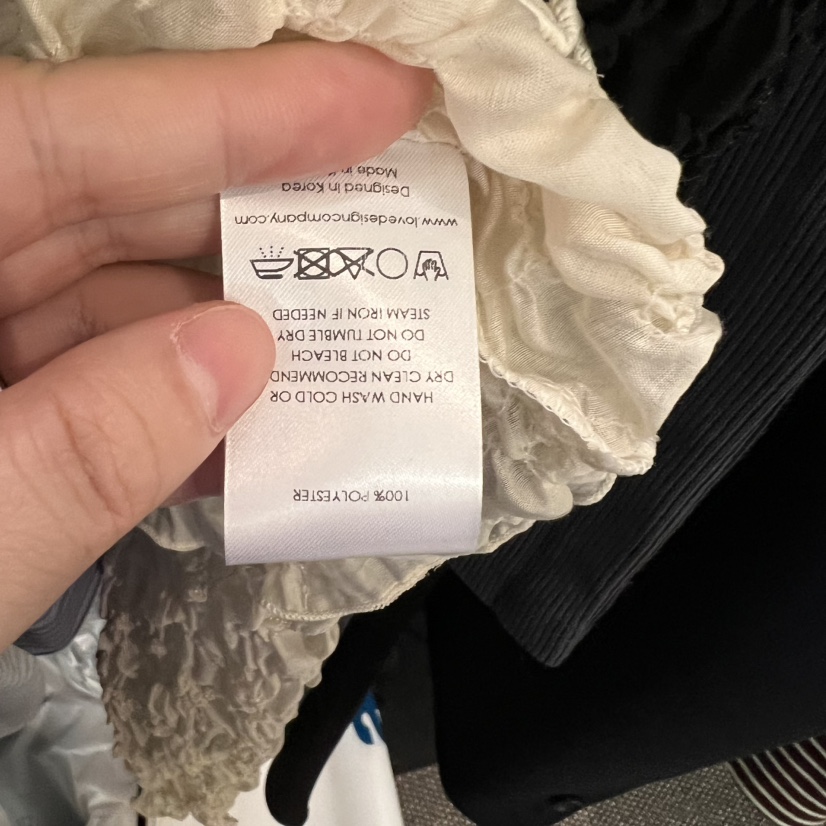 100% POLYESTER
HAND WASH COLD OR
DRY CLEAN RECOMMEND
DO NOT BLEACH
DO NOT TUMBLE DRY
STEAM IRON IF NEEDED
www.lovedesigncompany.com
Designed in Korea
Made in